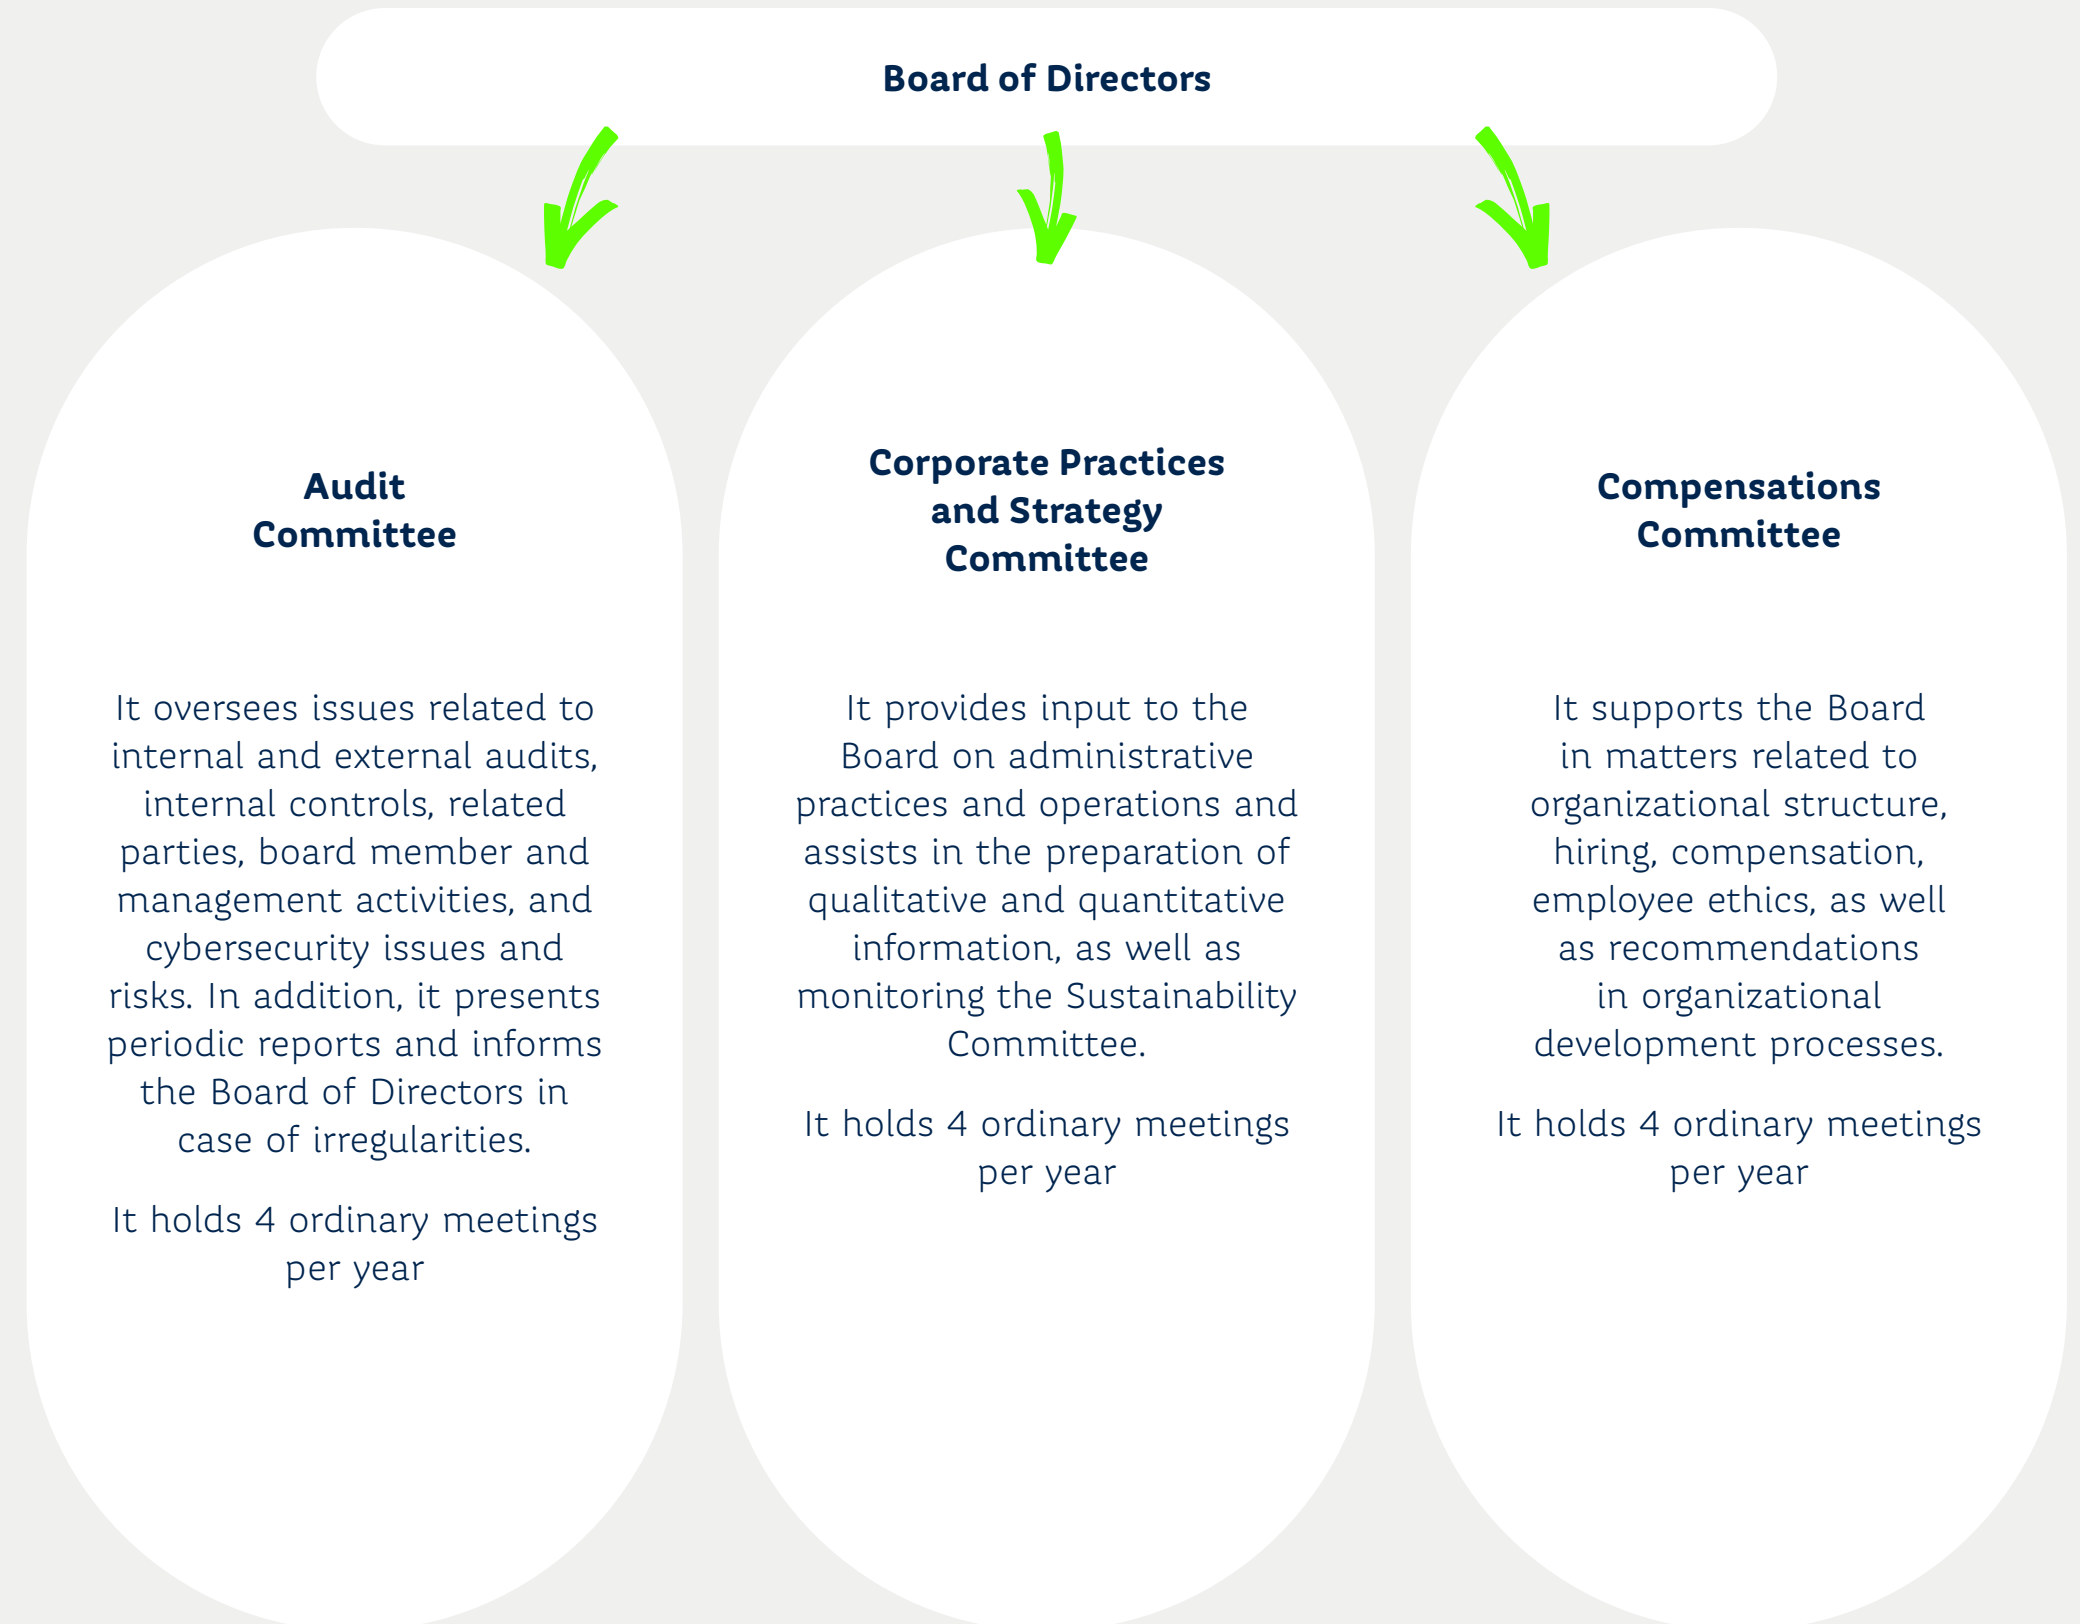 Board of Directors
Audit
Committee
It oversees issues related to
internal and external audits,
internal controls, related
parties, board member and
management activities, and
cybersecurity issues and
risks. In addition, it presents
periodic reports and informs
the Board of Directors in
case of irregularities.
It holds 4 ordinary meetings
per year
Corporate Practices
and Strategy
Committee
It provides input to the
Board on administrative
practices and operations and
assists in the preparation of
qualitative and quantitative
information, as well as
monitoring the Sustainability
Committee.
It holds 4 ordinary meetings
per year
Compensations
Committee
It supports the Board
in matters related to
organizational structure,
hiring, compensation,
employee ethics, as well
as recommendations
in organizational
development processes.
It holds 4 ordinary meetings
per year